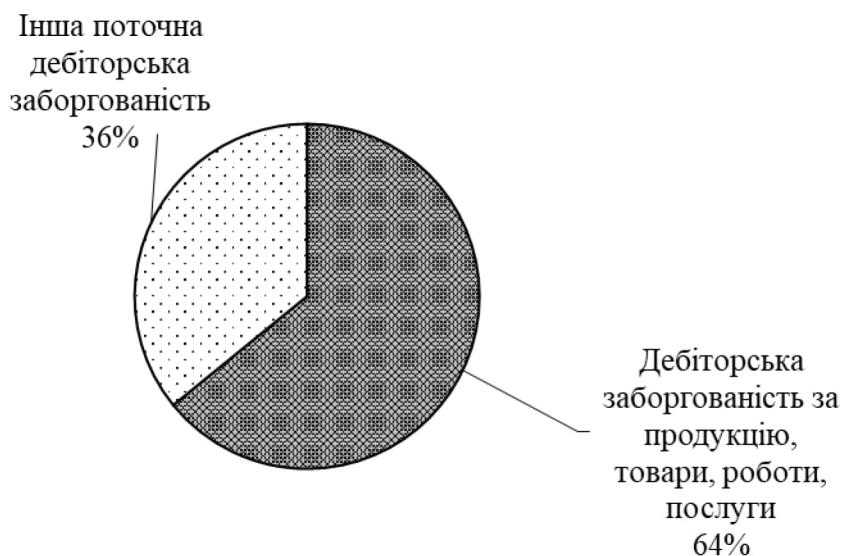 Інша поточна
дебіторська
заборгованість
36%
Дебіторська
заборгованість за
продукцію,
товари, роботи,
послуги
64%